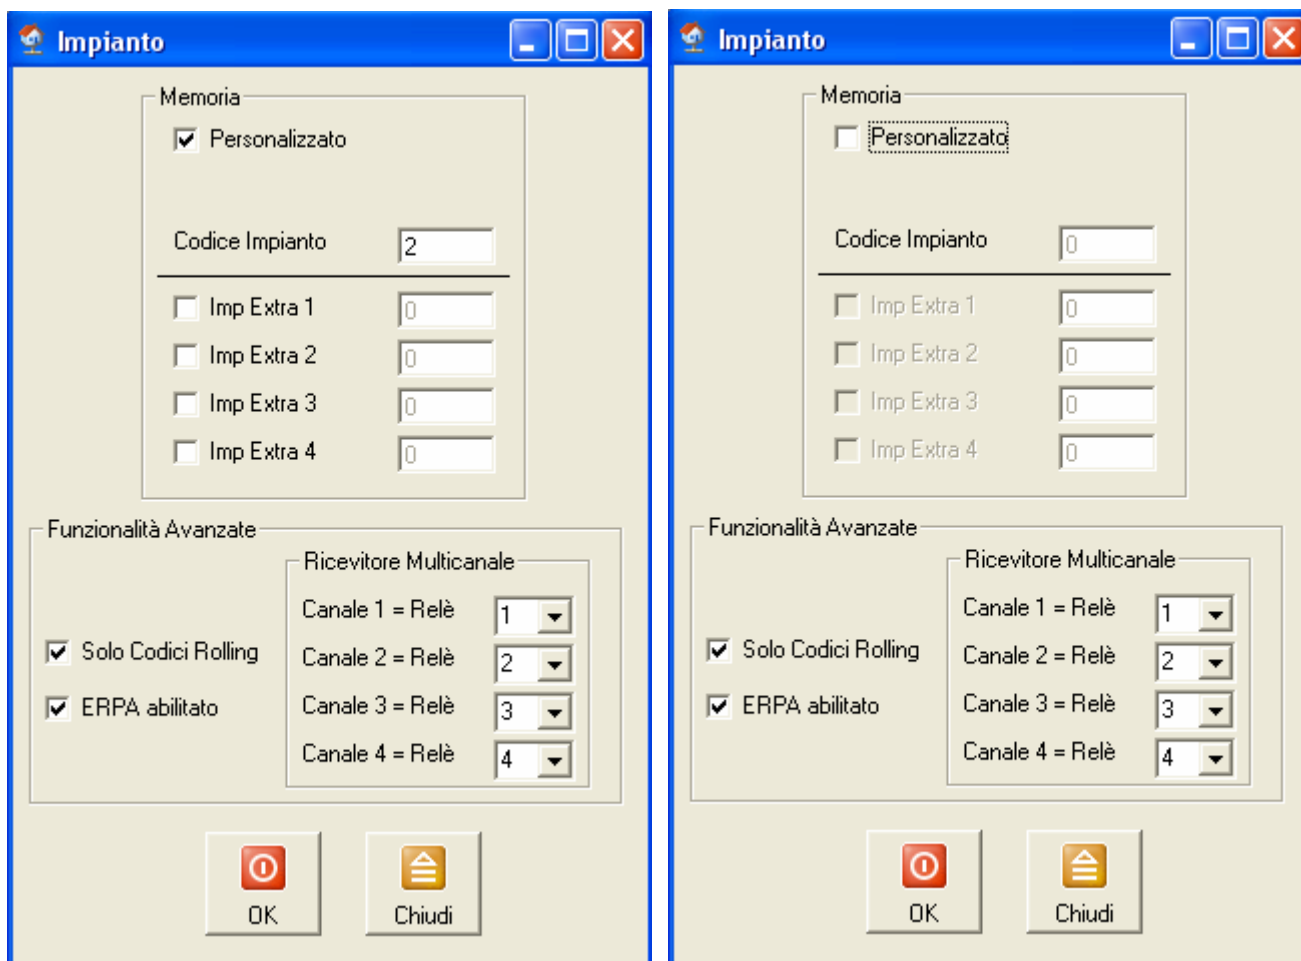 Impianto
Memoria
Personalizzato
Codice Impianto 2
Imp Extra 1 0
Imp Extra 2 0
Imp Extra 3 0
Imp Extra 4 0
Funzionalità Avanzate
Ricevitore Multicanale
Canale 1 = Relè 1
Solo Codici Rolling
Canale 2 = Relè 2
ERPA abilitato
Canale 3 = Relè 3
Canale 4 = Relè 4
OK Chiudi
Impianto
Memoria
Personalizzato
Codice Impianto 0
Imp Extra 1 0
Imp Extra 2 0
Imp Extra 3 0
Imp Extra 4 0
Funzionalità Avanzate
Ricevitore Multicanale
Canale 1 = Relè 1
Solo Codici Rolling
Canale 2 = Relè 2
ERPA abilitato
Canale 3 = Relè 3
Canale 4 = Relè 4
OK Chiudi